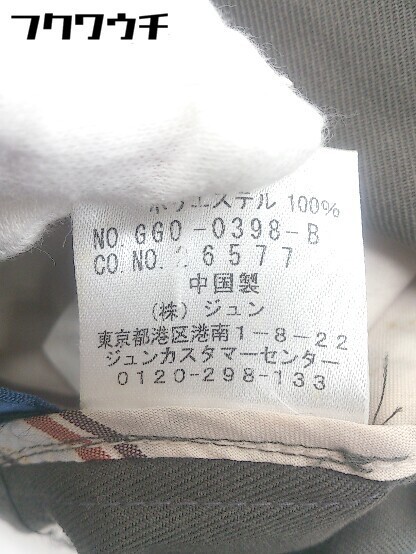 フクワウチ
ポリエステル 100%
NO. GGO-0398-B
CO. NO. 26577
中国製
(株) ジュン
東京都港区港南1-8-22
ジュンカスタマーセンター
0120-298-133